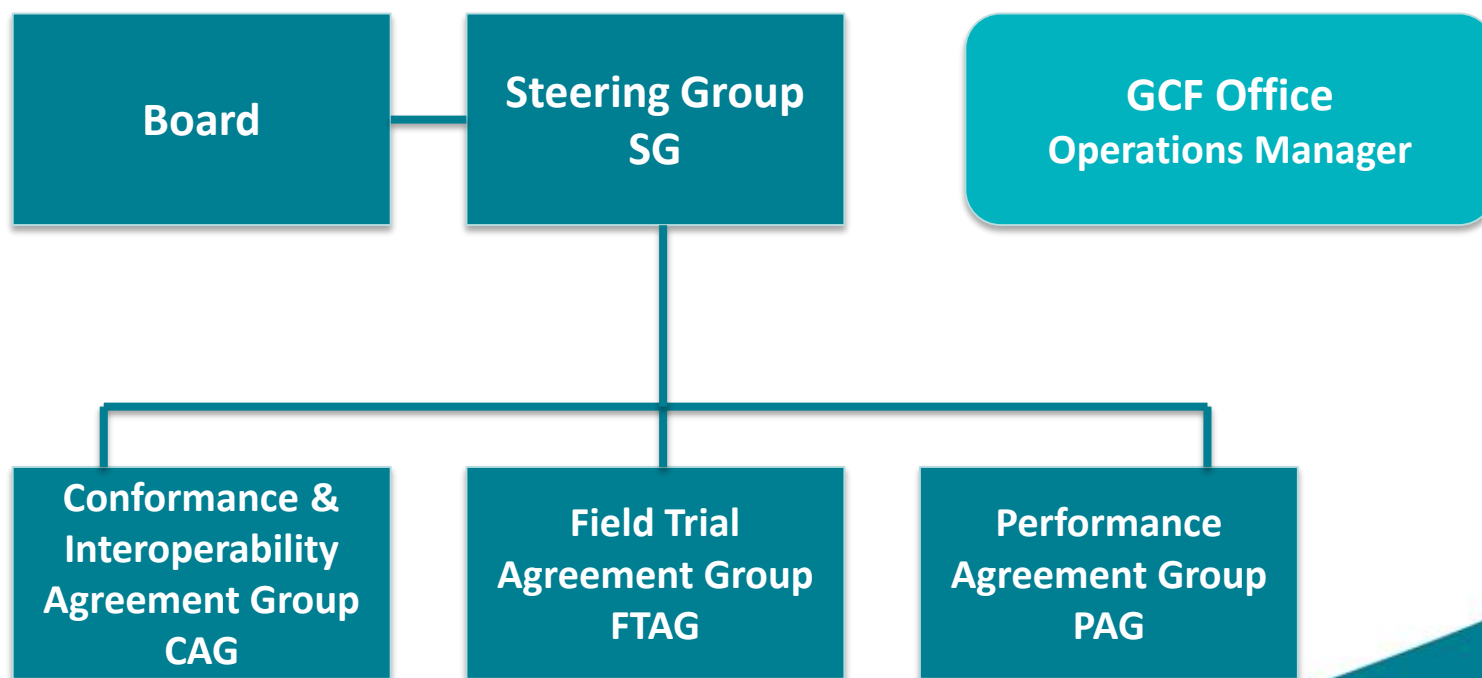 Board
Steering Group
SG
GCF Office
Operations Manager
Conformance &
Interoperability
Agreement Group
CAG
Field Trial
Agreement Group
FTAG
Performance
Agreement Group
PAG